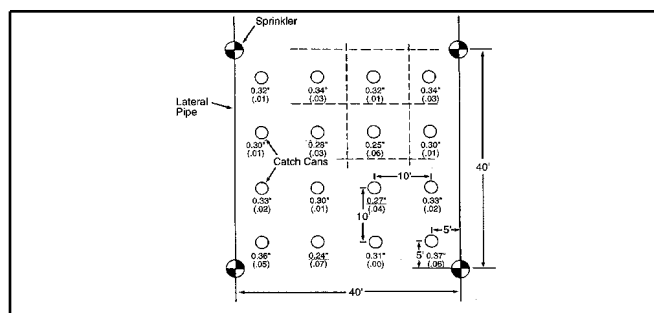 Sprinkler
0.32" 0.34" 0.32" 0.34"
(.01) (.03) (.01) (.03)
Lateral
Pipe
0.30" 0.28" 0.25" 0.30"
(.01) (.03) (.06) (.01)
Catch Cans
40'
10'
0.33" 0.30" 0.27" 0.33"
(.02) (.01) (.04) (.02)
10'
5'
0.36" 0.24" 0.31" 5' 0.37"
(.05) (.07) (.00) (.06)
40'